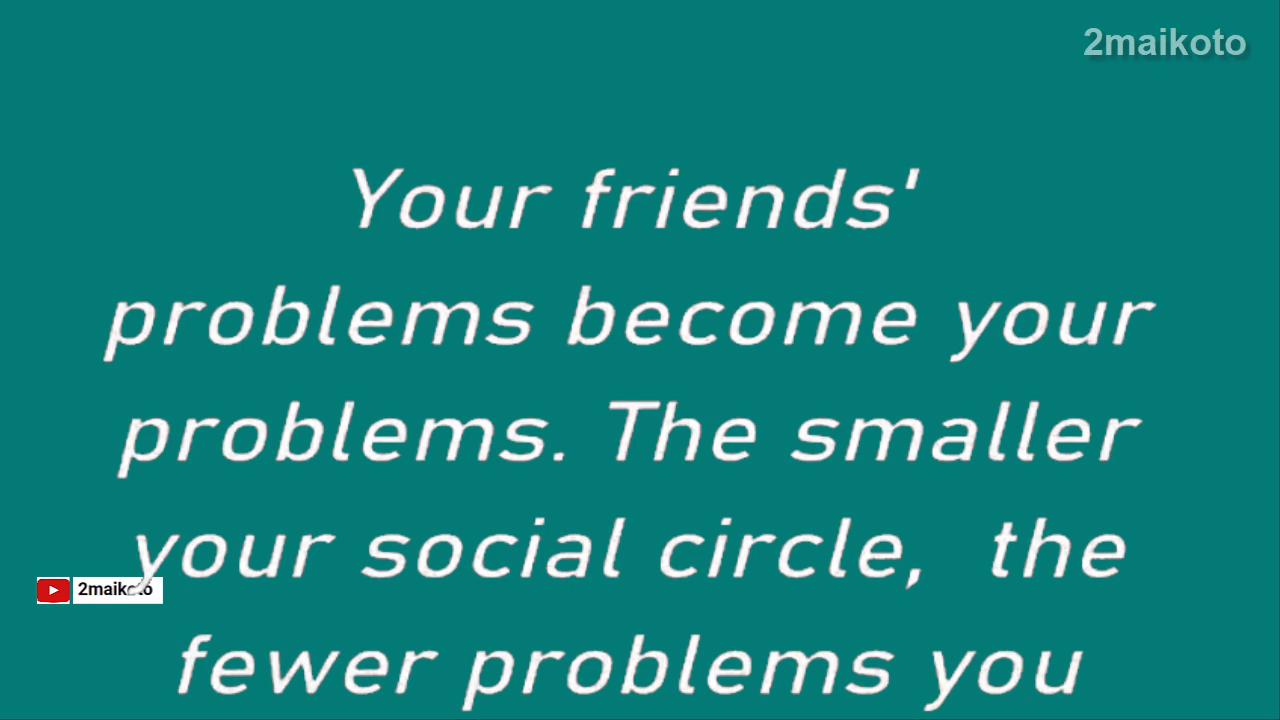 2maikoto
Your friends'
problems become your
problems. The smaller
your social circle,  the
2maikoto
fewer problems you